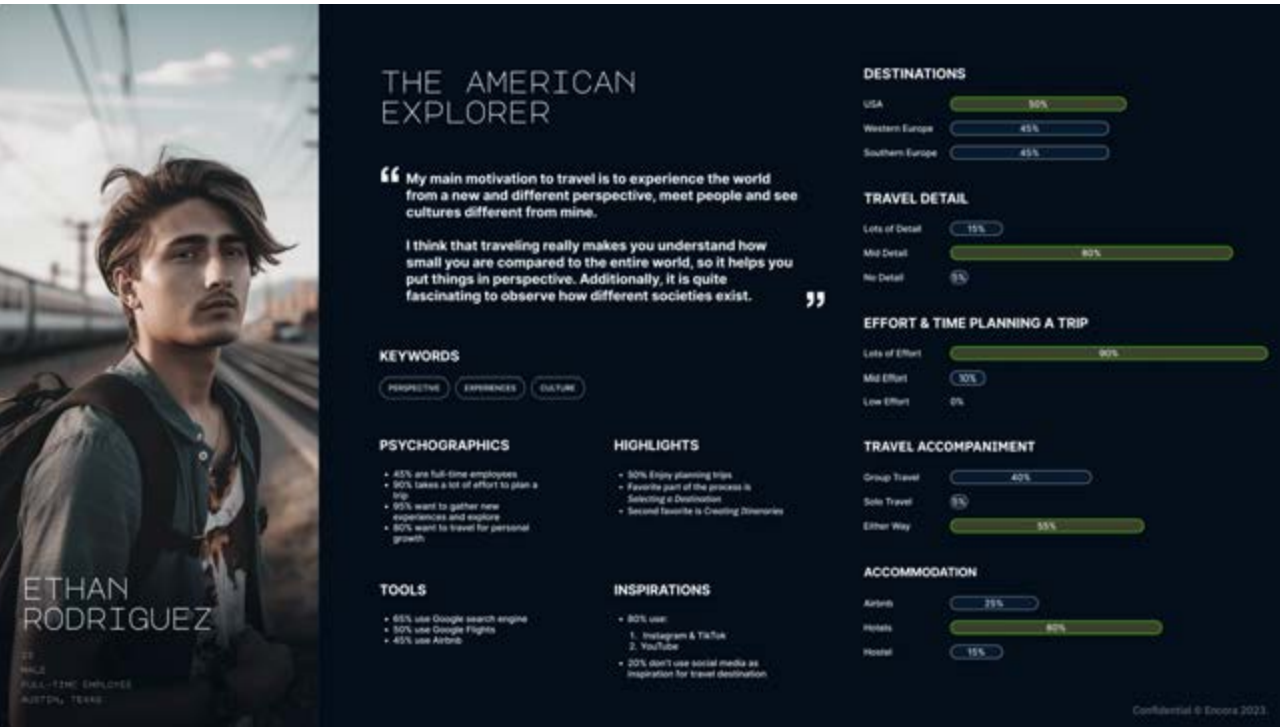 THE AMERICAN
EXPLORER
“ My main motivation to travel is to experience the world
from a new and different perspective, meet people and see
cultures different from mine.
I think that traveling really makes you understand how
small you are compared to the entire world, so it helps you
put things in perspective. Additionally, it is quite
fascinating to observe how different societies exist. ”
KEYWORDS
PERSPECTIVE EXPERIENCES CULTURE
PSYCHOGRAPHICS
• 45% are full-time employees
• 90% takes a lot of effort to plan a
trip
• 95% want to gather new
experiences and explore
• 80% want to travel for personal
growth
HIGHLIGHTS
• 50% Enjoy planning trips
• Favorite part of the process is
Selecting a Destination
• Second favorite is Creating Itineraries
TOOLS
• 65% use Google search engine
• 50% use Google Flights
• 45% use Airbnb
INSPIRATIONS
• 80% use:
1. Instagram & TikTok
2. YouTube
• 20% don't use social media as
inspiration for travel destination
DESTINATIONS
USA 50%
Western Europe 45%
Southern Europe 45%
TRAVEL DETAIL
Lots of Detail 15%
Mid Detail 80%
No Detail 5%
EFFORT & TIME PLANNING A TRIP
Lots of Effort 90%
Mid Effort 10%
Low Effort 0%
TRAVEL ACCOMPANIMENT
Group Travel 40%
Solo Travel 5%
Either Way 55%
ACCOMMODATION
Airbnb 25%
Hotels 60%
Hostel 15%
ETHAN
RODRIGUEZ
MALE
FULL-TIME EMPLOYEE
AUSTIN, TEXAS
Confidential © Encora 2023